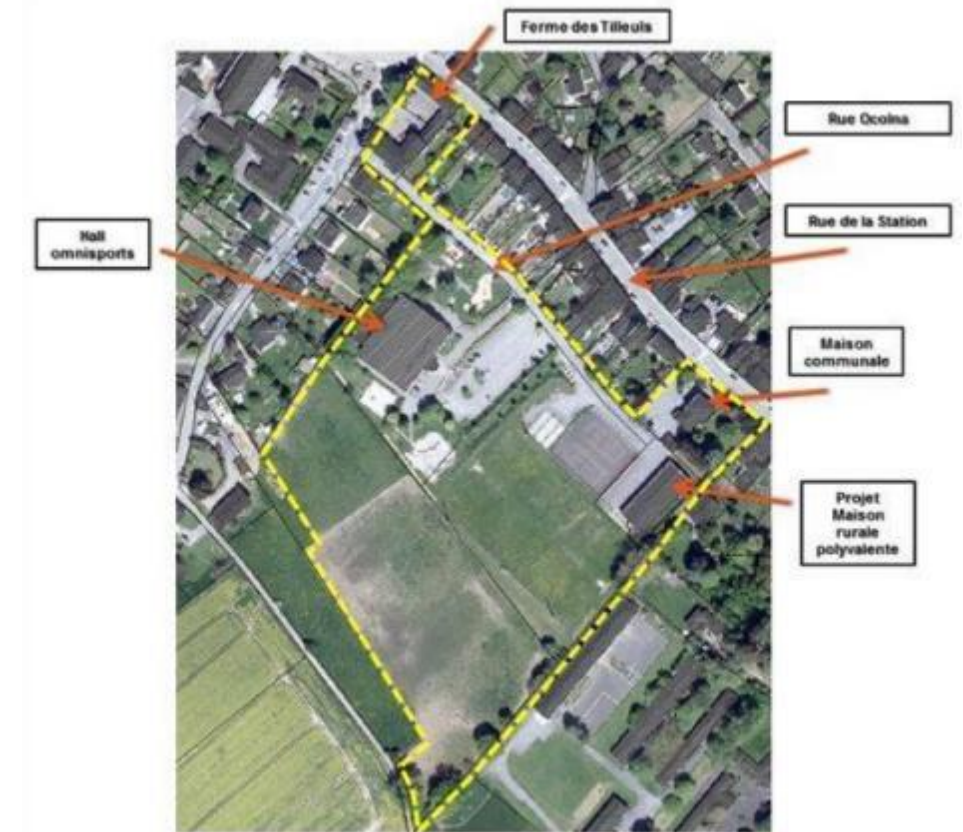 Ferme des Tilleuls
Rue Ocolna
Rue de la Station
Hall
omnisports
Maison
communale
Projet
Maison
rurale
polyvalente